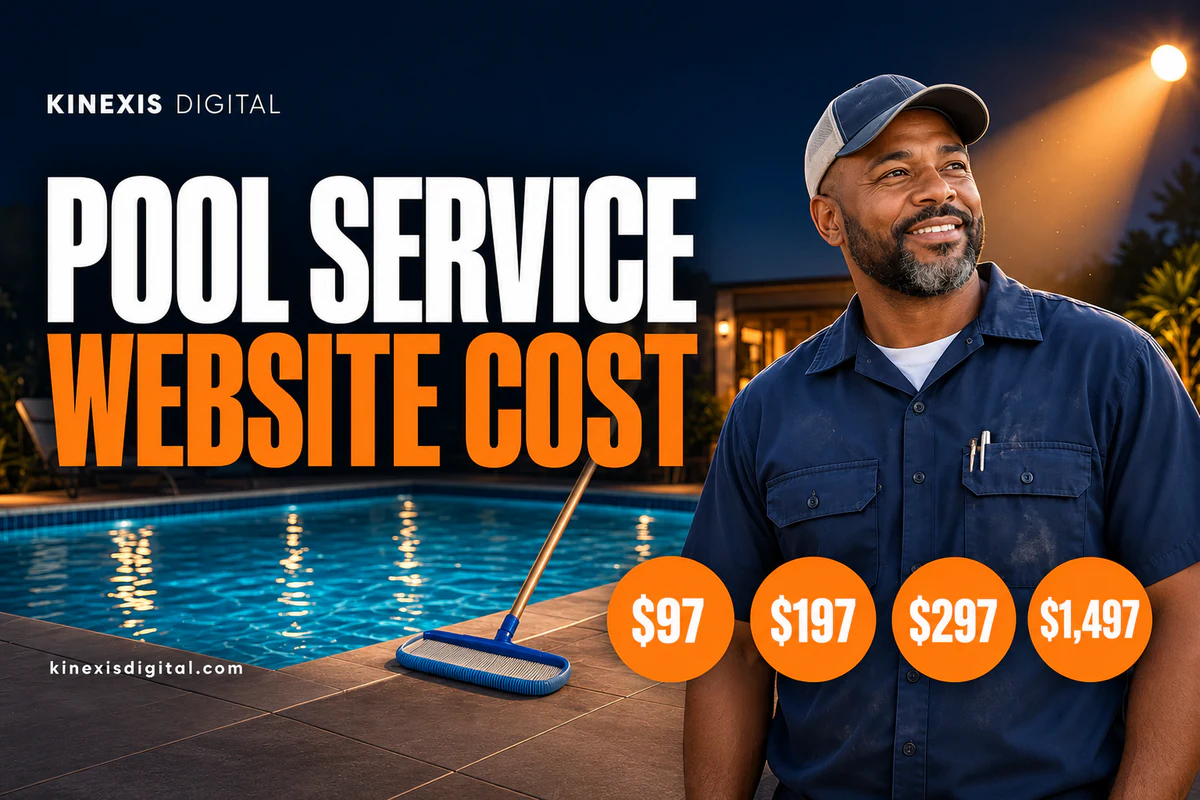 KINEXIS DIGITAL
POOL SERVICE
WEBSITE COST
$97 $197 $297 $1,497
kinexisdigital.com